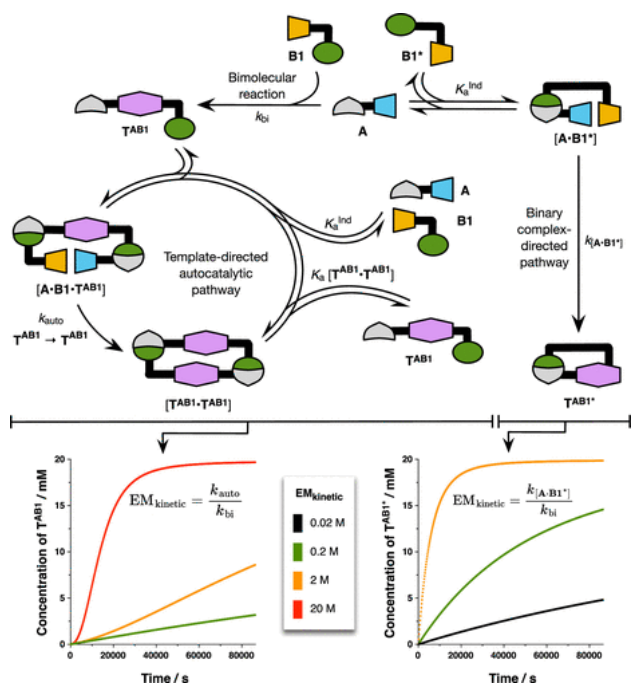 B1
B1*
Bimolecular
reaction
k_bi
K_a^Ind
T^AB1
A
[A·B1*]
A
B1
K_a^Ind
Template-directed
autocatalytic
pathway
K_a [T^AB1·T^AB1]
Binary
complex-
directed
pathway
k_[A·B1*]
[A·B1·T^AB1]
k_auto
T^AB1 → T^AB1
T^AB1
[T^AB1·T^AB1]
T^AB1*
Concentration of T^AB1 / mM
20
15
10
5
0
EM_kinetic = k_auto / k_bi
0 20000 40000 60000 80000
Time / s
EM_kinetic
0.02 M
0.2 M
2 M
20 M
Concentration of T^AB1* / mM
20
15
10
5
0
EM_kinetic = k_[A·B1*] / k_bi
0 20000 40000 60000 80000
Time / s